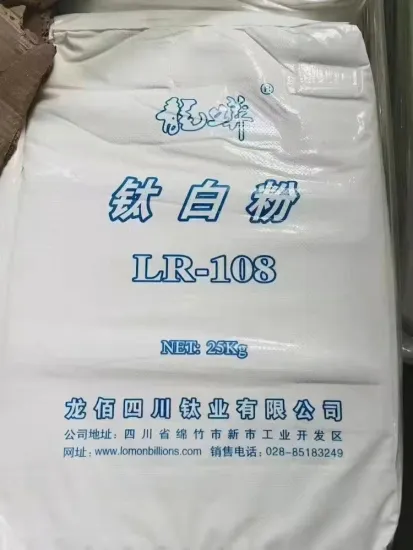 龍蟒®
钛白粉
LR-108
NET: 25Kg
龙佰四川钛业有限公司
公司地址: 四川省绵竹市新市工业开发区
网址: www.lomonbillions.com 销售电话: 028-85183249